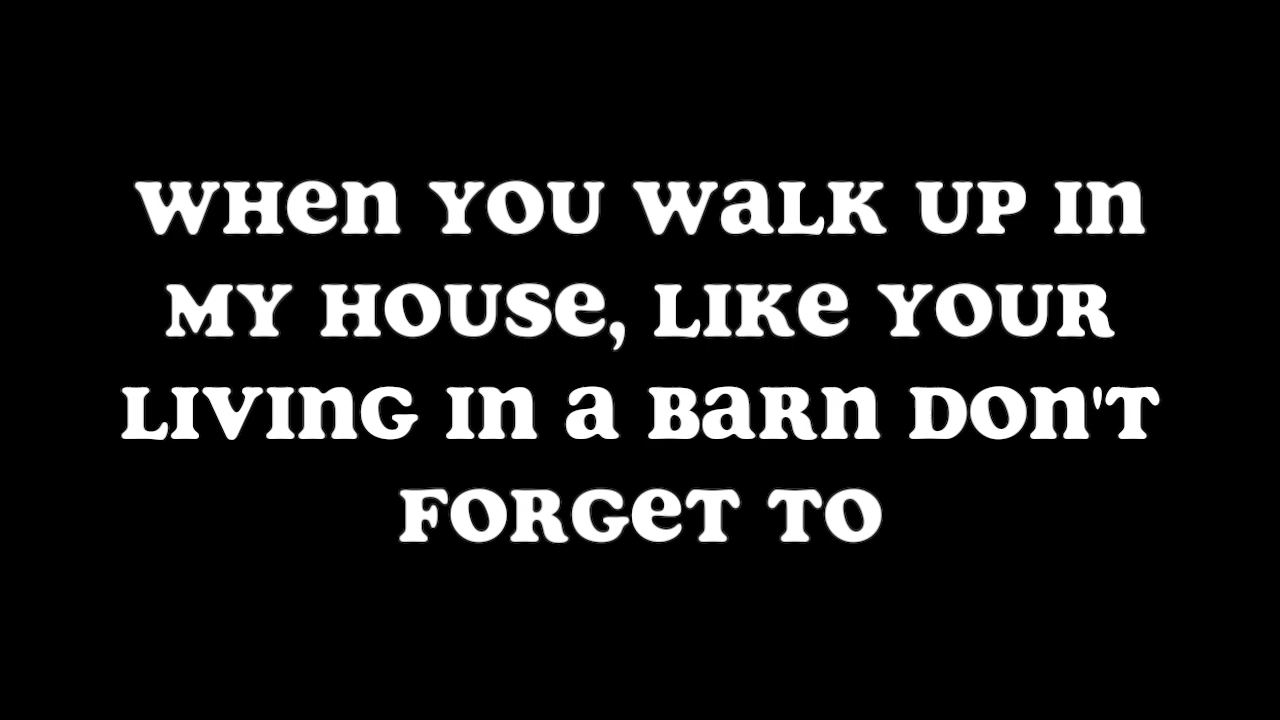 WHEN YOU WALK UP IN
MY HOUSE, LIKE YOUR
LIVING IN A BARN DON'T
FORGET TO